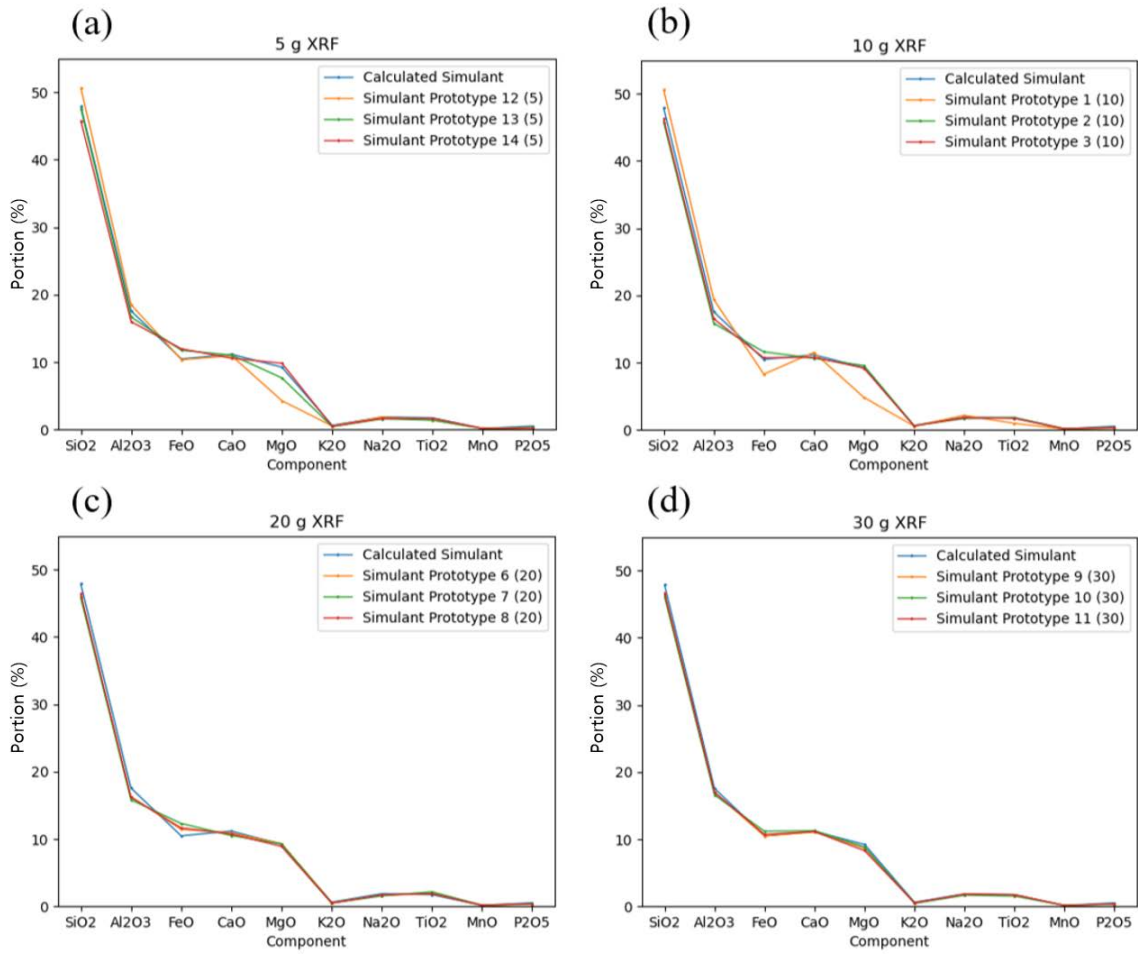 (a)
5 g XRF
Calculated Simulant
Simulant Prototype 12 (5)
Simulant Prototype 13 (5)
Simulant Prototype 14 (5)
Portion (%)
50
40
30
20
10
0
SiO2 Al2O3 FeO CaO MgO K2O Na2O TiO2 MnO P2O5
Component
(b)
10 g XRF
Calculated Simulant
Simulant Prototype 1 (10)
Simulant Prototype 2 (10)
Simulant Prototype 3 (10)
Portion (%)
50
40
30
20
10
0
SiO2 Al2O3 FeO CaO MgO K2O Na2O TiO2 MnO P2O5
Component
(c)
20 g XRF
Calculated Simulant
Simulant Prototype 6 (20)
Simulant Prototype 7 (20)
Simulant Prototype 8 (20)
Portion (%)
50
40
30
20
10
0
SiO2 Al2O3 FeO CaO MgO K2O Na2O TiO2 MnO P2O5
Component
(d)
30 g XRF
Calculated Simulant
Simulant Prototype 9 (30)
Simulant Prototype 10 (30)
Simulant Prototype 11 (30)
Portion (%)
50
40
30
20
10
0
SiO2 Al2O3 FeO CaO MgO K2O Na2O TiO2 MnO P2O5
Component